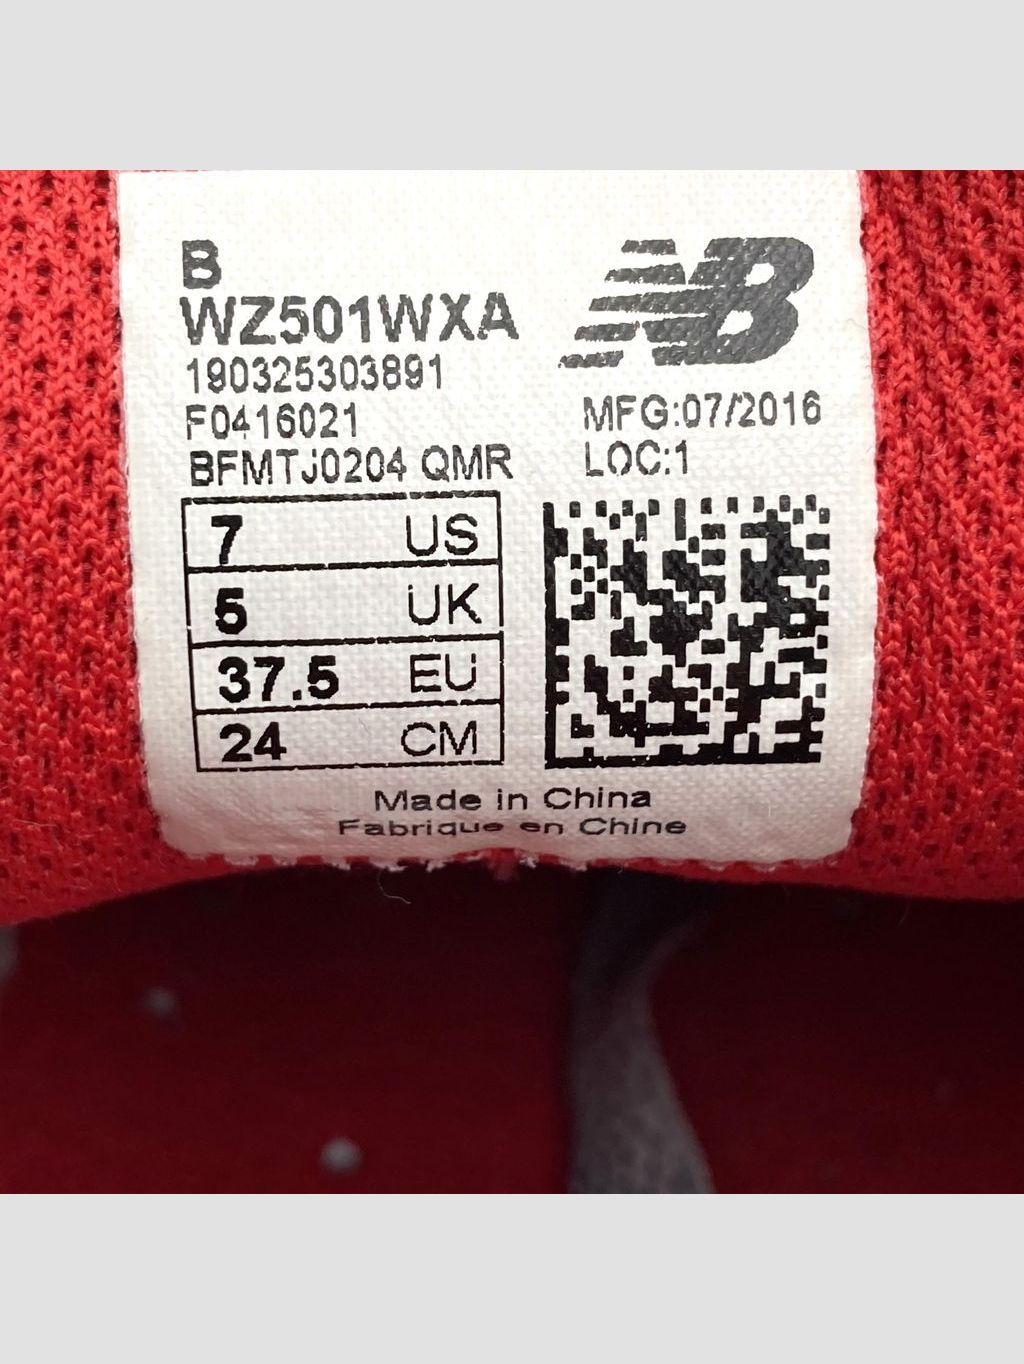 B
WZ501WXA
190325303891
F0416021
BFMTJ0204 QMR
NB
MFG:07/2016
LOC:1
7 US
5 UK
37.5 EU
24 CM
Made in China
Fabrique en Chine